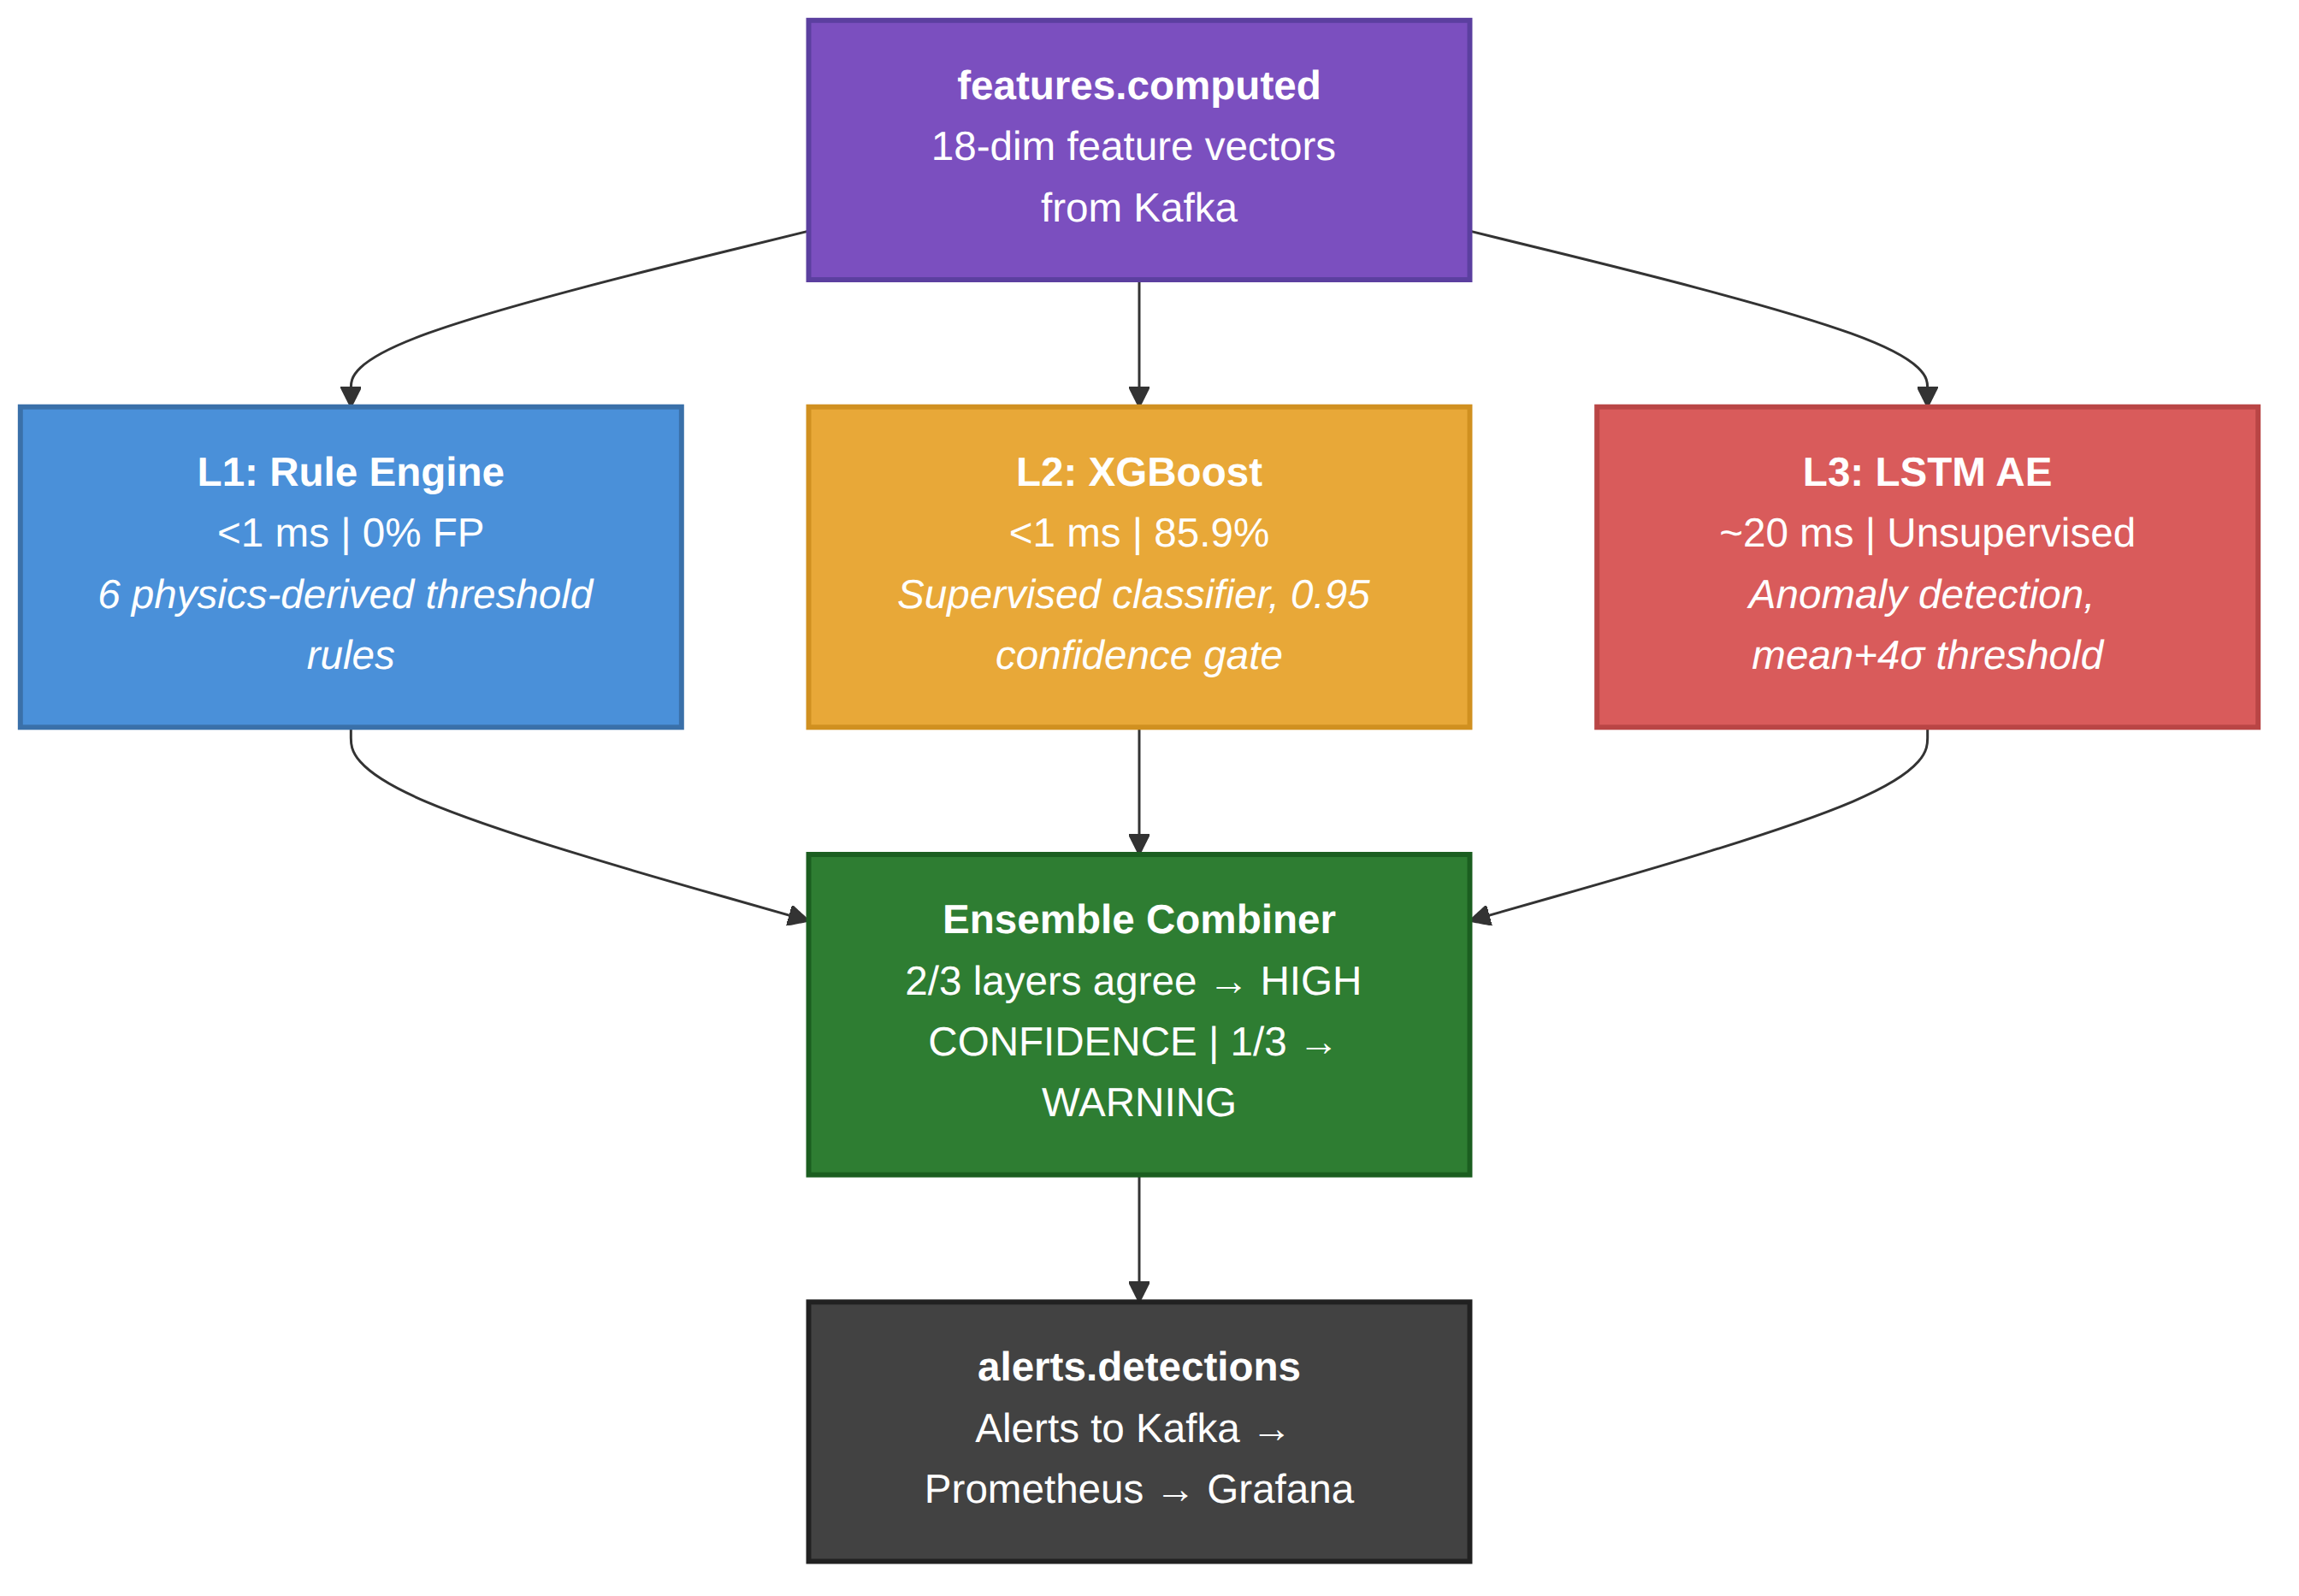 features.computed
18-dim feature vectors
from Kafka
L1: Rule Engine
<1 ms | 0% FP
6 physics-derived threshold
rules
L2: XGBoost
<1 ms | 85.9%
Supervised classifier, 0.95
confidence gate
L3: LSTM AE
~20 ms | Unsupervised
Anomaly detection,
mean+4σ threshold
Ensemble Combiner
2/3 layers agree → HIGH
CONFIDENCE | 1/3 →
WARNING
alerts.detections
Alerts to Kafka →
Prometheus → Grafana